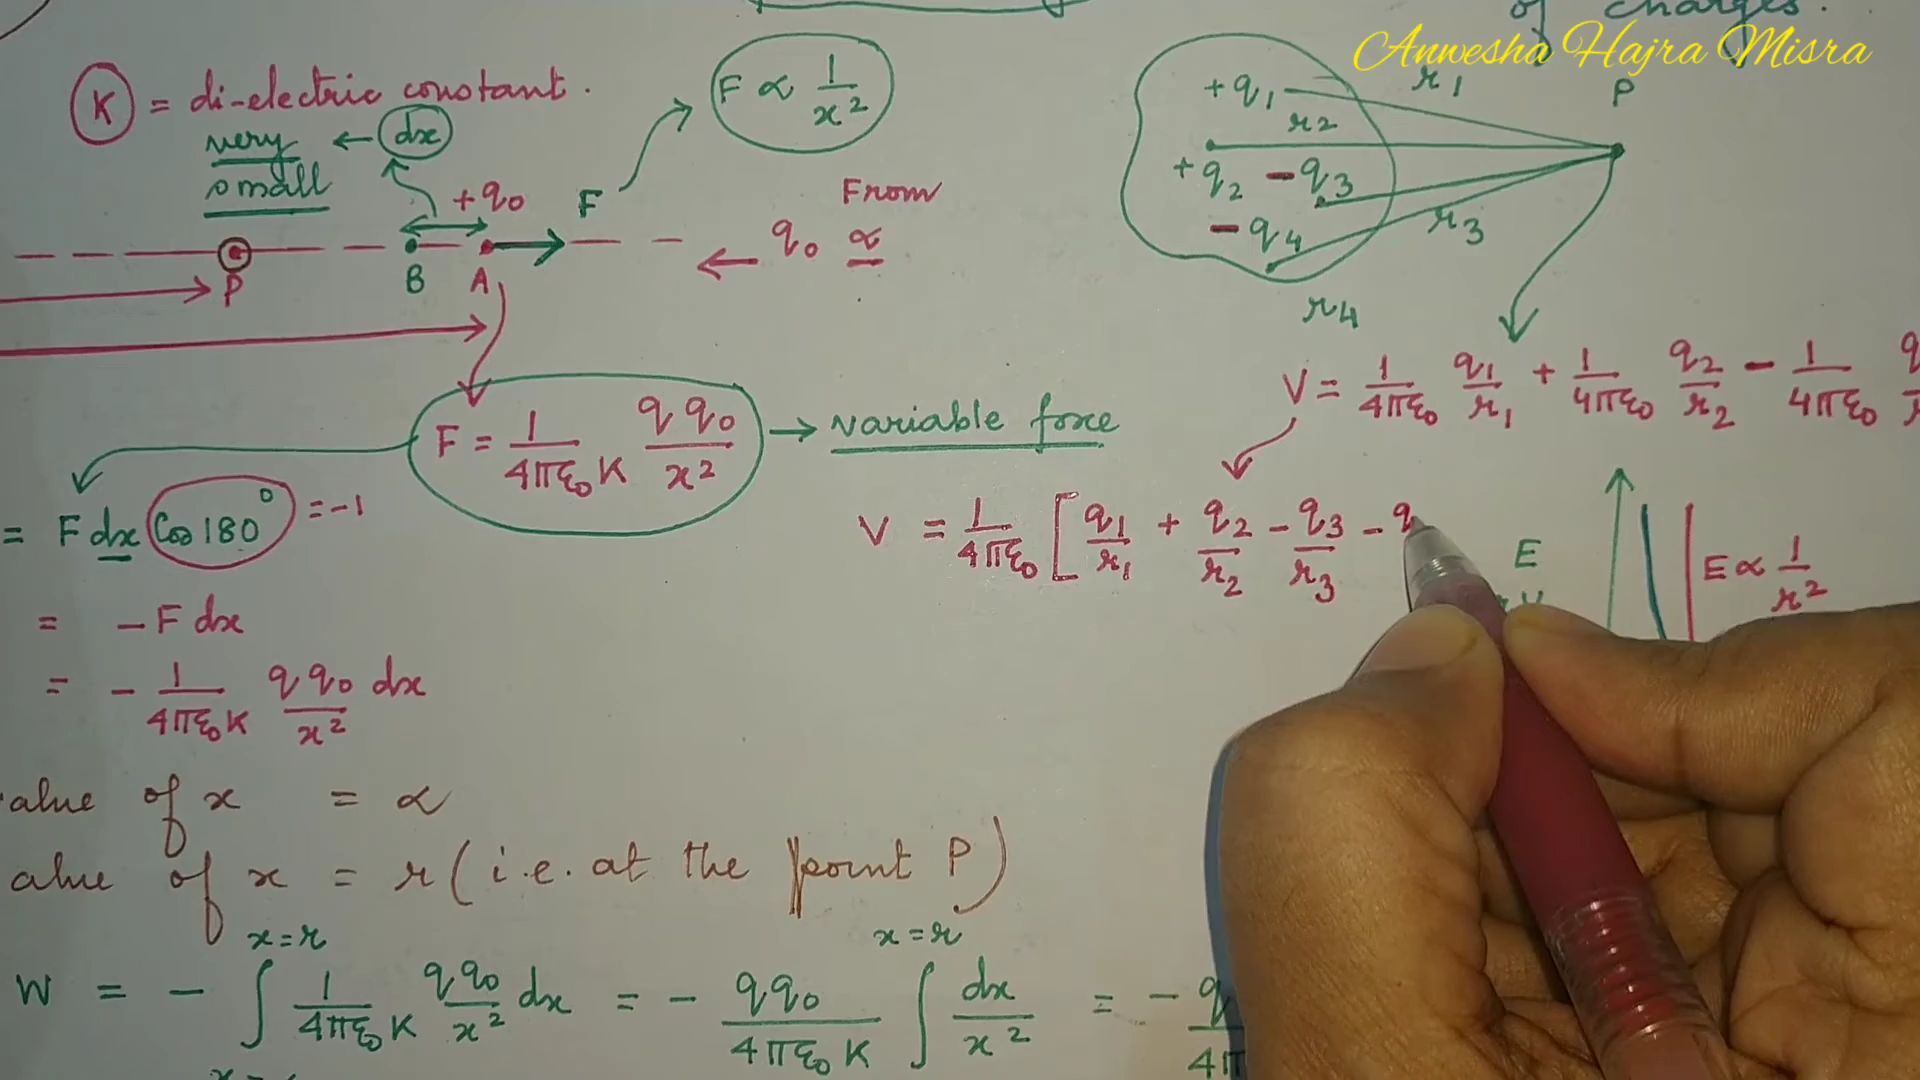 of charges.
Anwesha Hajra Misra
K = di-electric constant.
very ← dx
small
+q₀
F
F ∝ 1/x²
From
q₀ ∝
P
B
A
F = 1/4πε₀K qq₀/x² → variable force
= F dx Cos 180° = -1
= - F dx
= - 1/4πε₀K qq₀/x² dx
alue of x = ∝
alue of x = r (i.e. at the point P)
W = - ∫ 1/4πε₀K qq₀/x² dx = - qq₀/4πε₀K ∫ dx/x² = - q
x = r
x = r
+q₁
r₁
P
r₂
+q₂
-q₃
r₃
-q₄
r₄
V = 1/4πε₀ q₁/r₁ + 1/4πε₀ q₂/r₂ - 1/4πε₀ q
V = 1/4πε₀ [ q₁/r₁ + q₂/r₂ - q₃/r₃ - q
E
E ∝ 1/r²